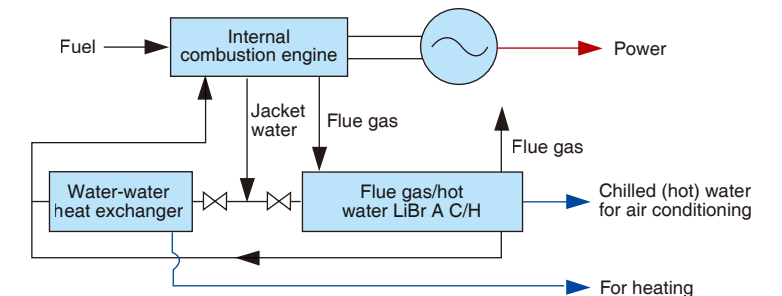 Fuel
Internal
combustion engine
Power
Jacket
water
Flue gas
Flue gas
Water-water
heat exchanger
Flue gas/hot
water LiBr A C/H
Chilled (hot) water
for air conditioning
For heating